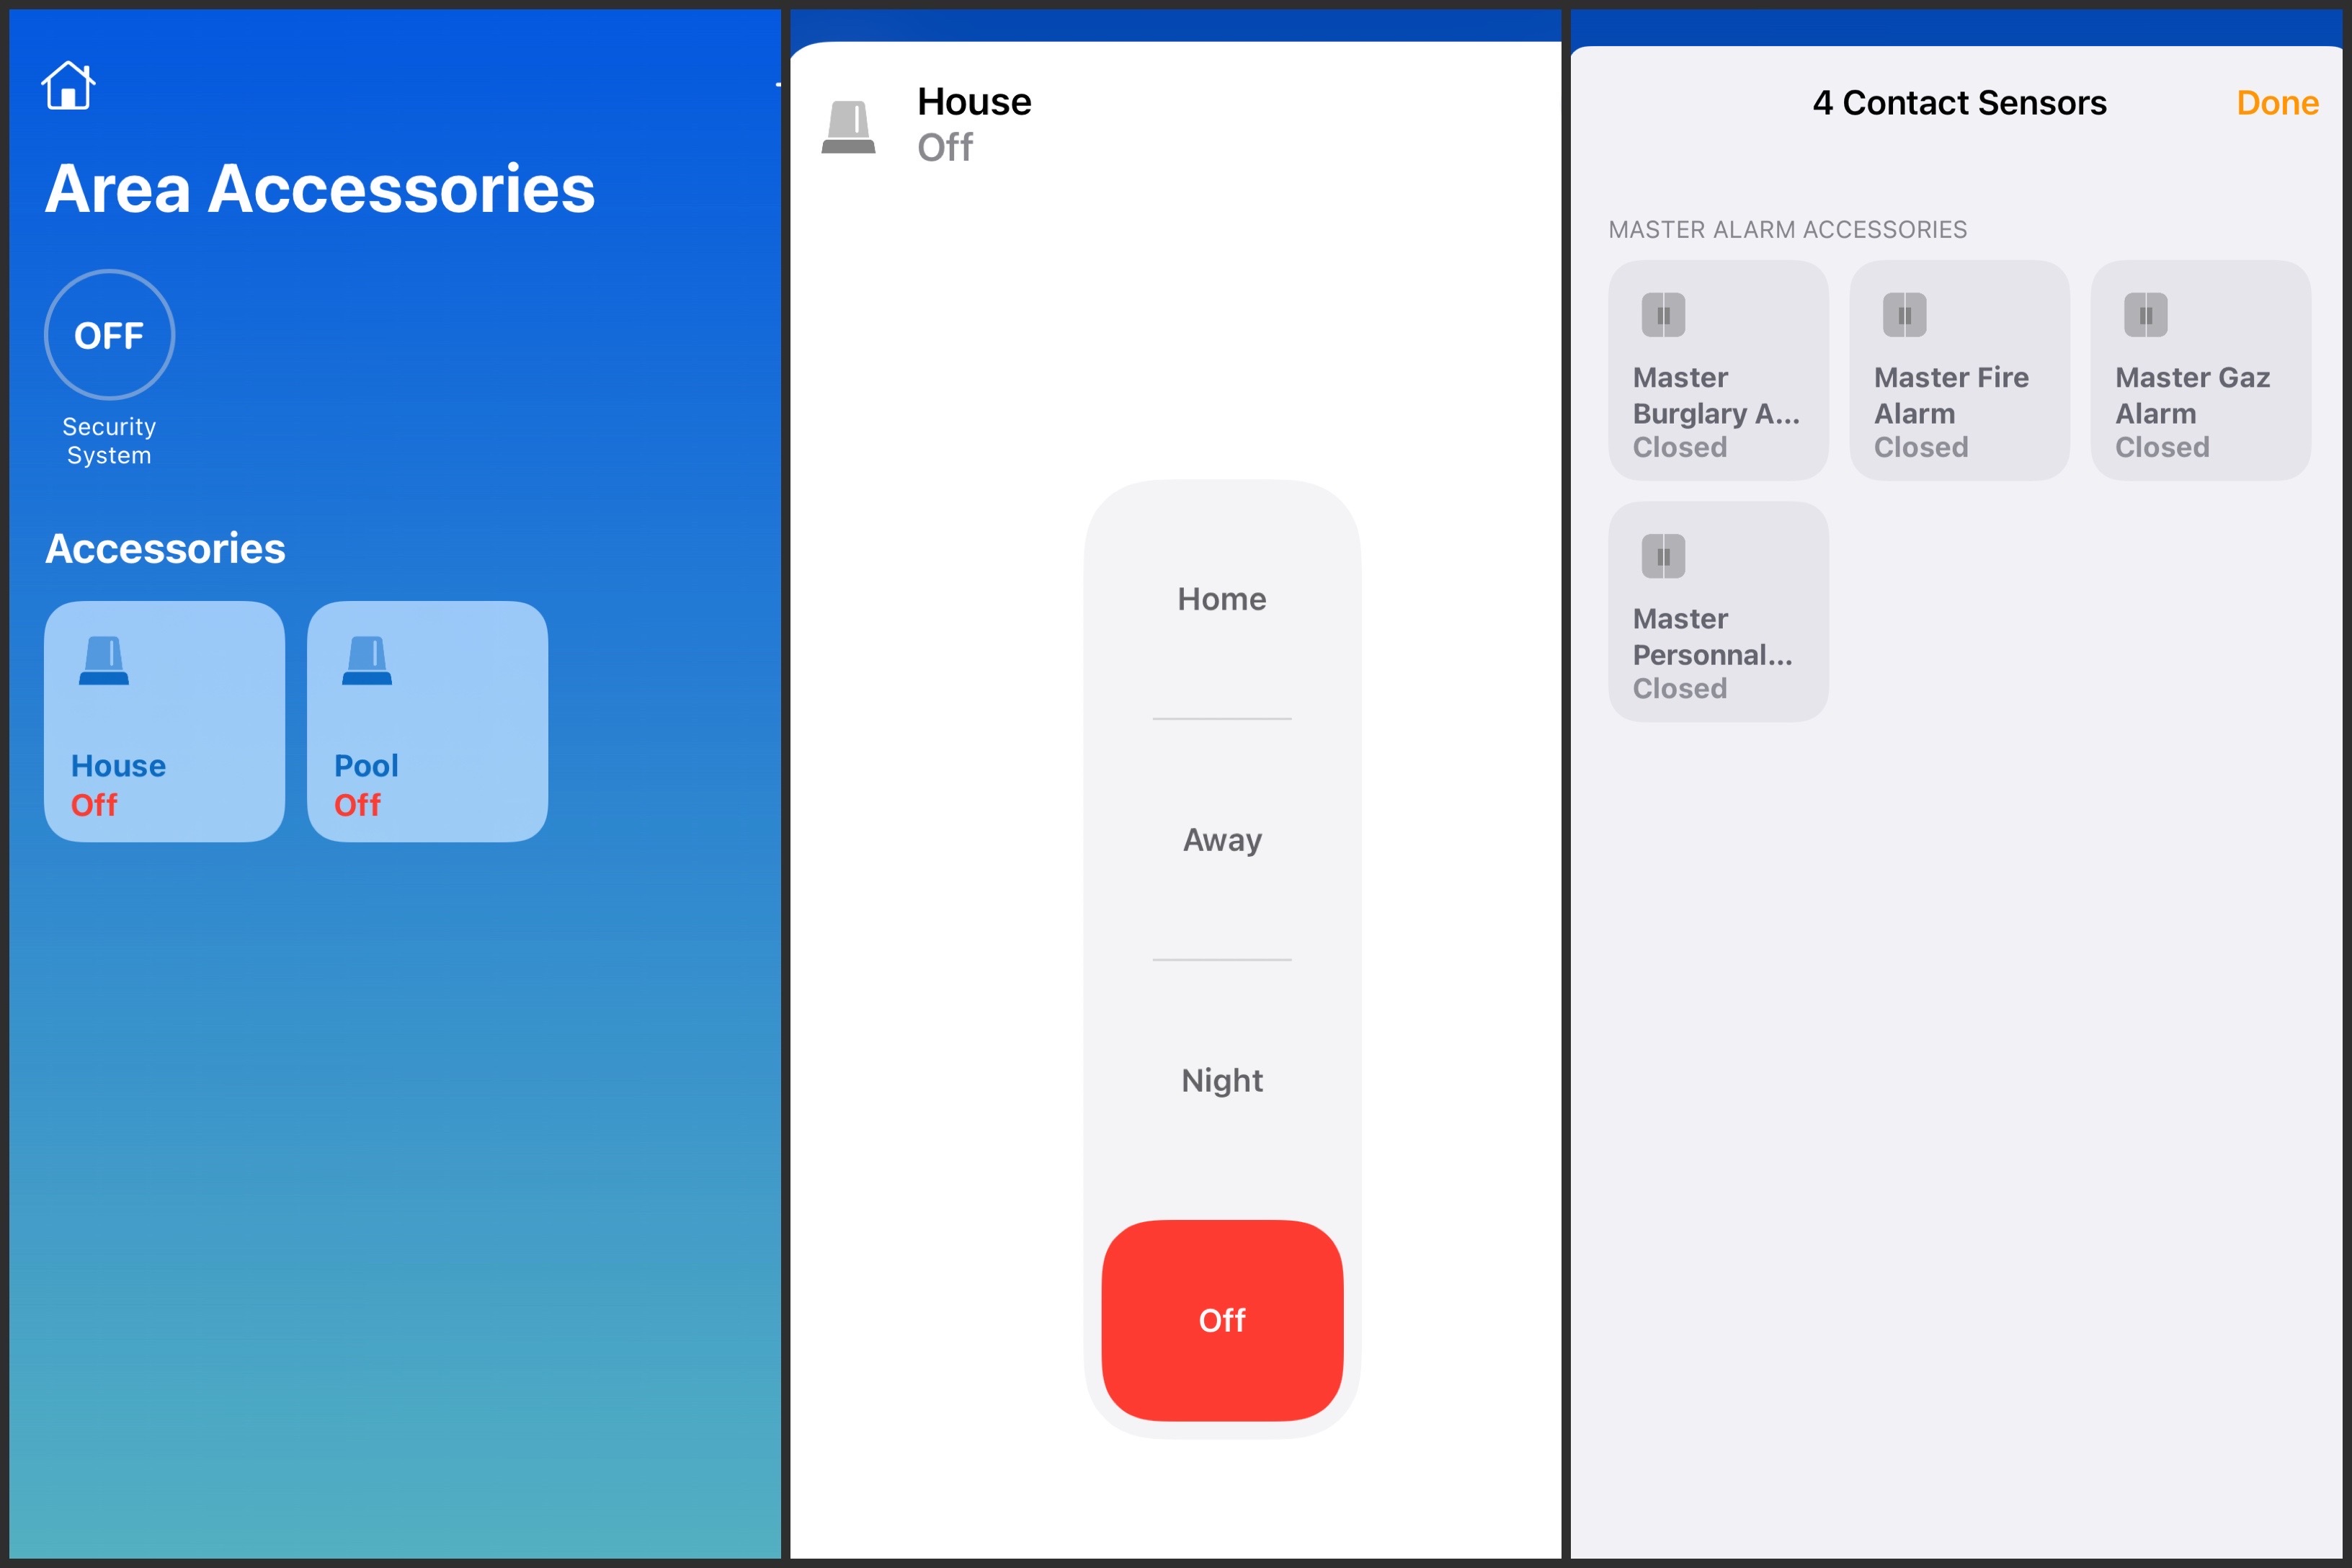 Area Accessories
OFF
Security
System
Accessories
House
Off
Pool
Off
House
Off
Home
Away
Night
Off
4 Contact Sensors
Done
MASTER ALARM ACCESSORIES
Master
Burglary A...
Closed
Master Fire
Alarm
Closed
Master Gaz
Alarm
Closed
Master
Personnal...
Closed